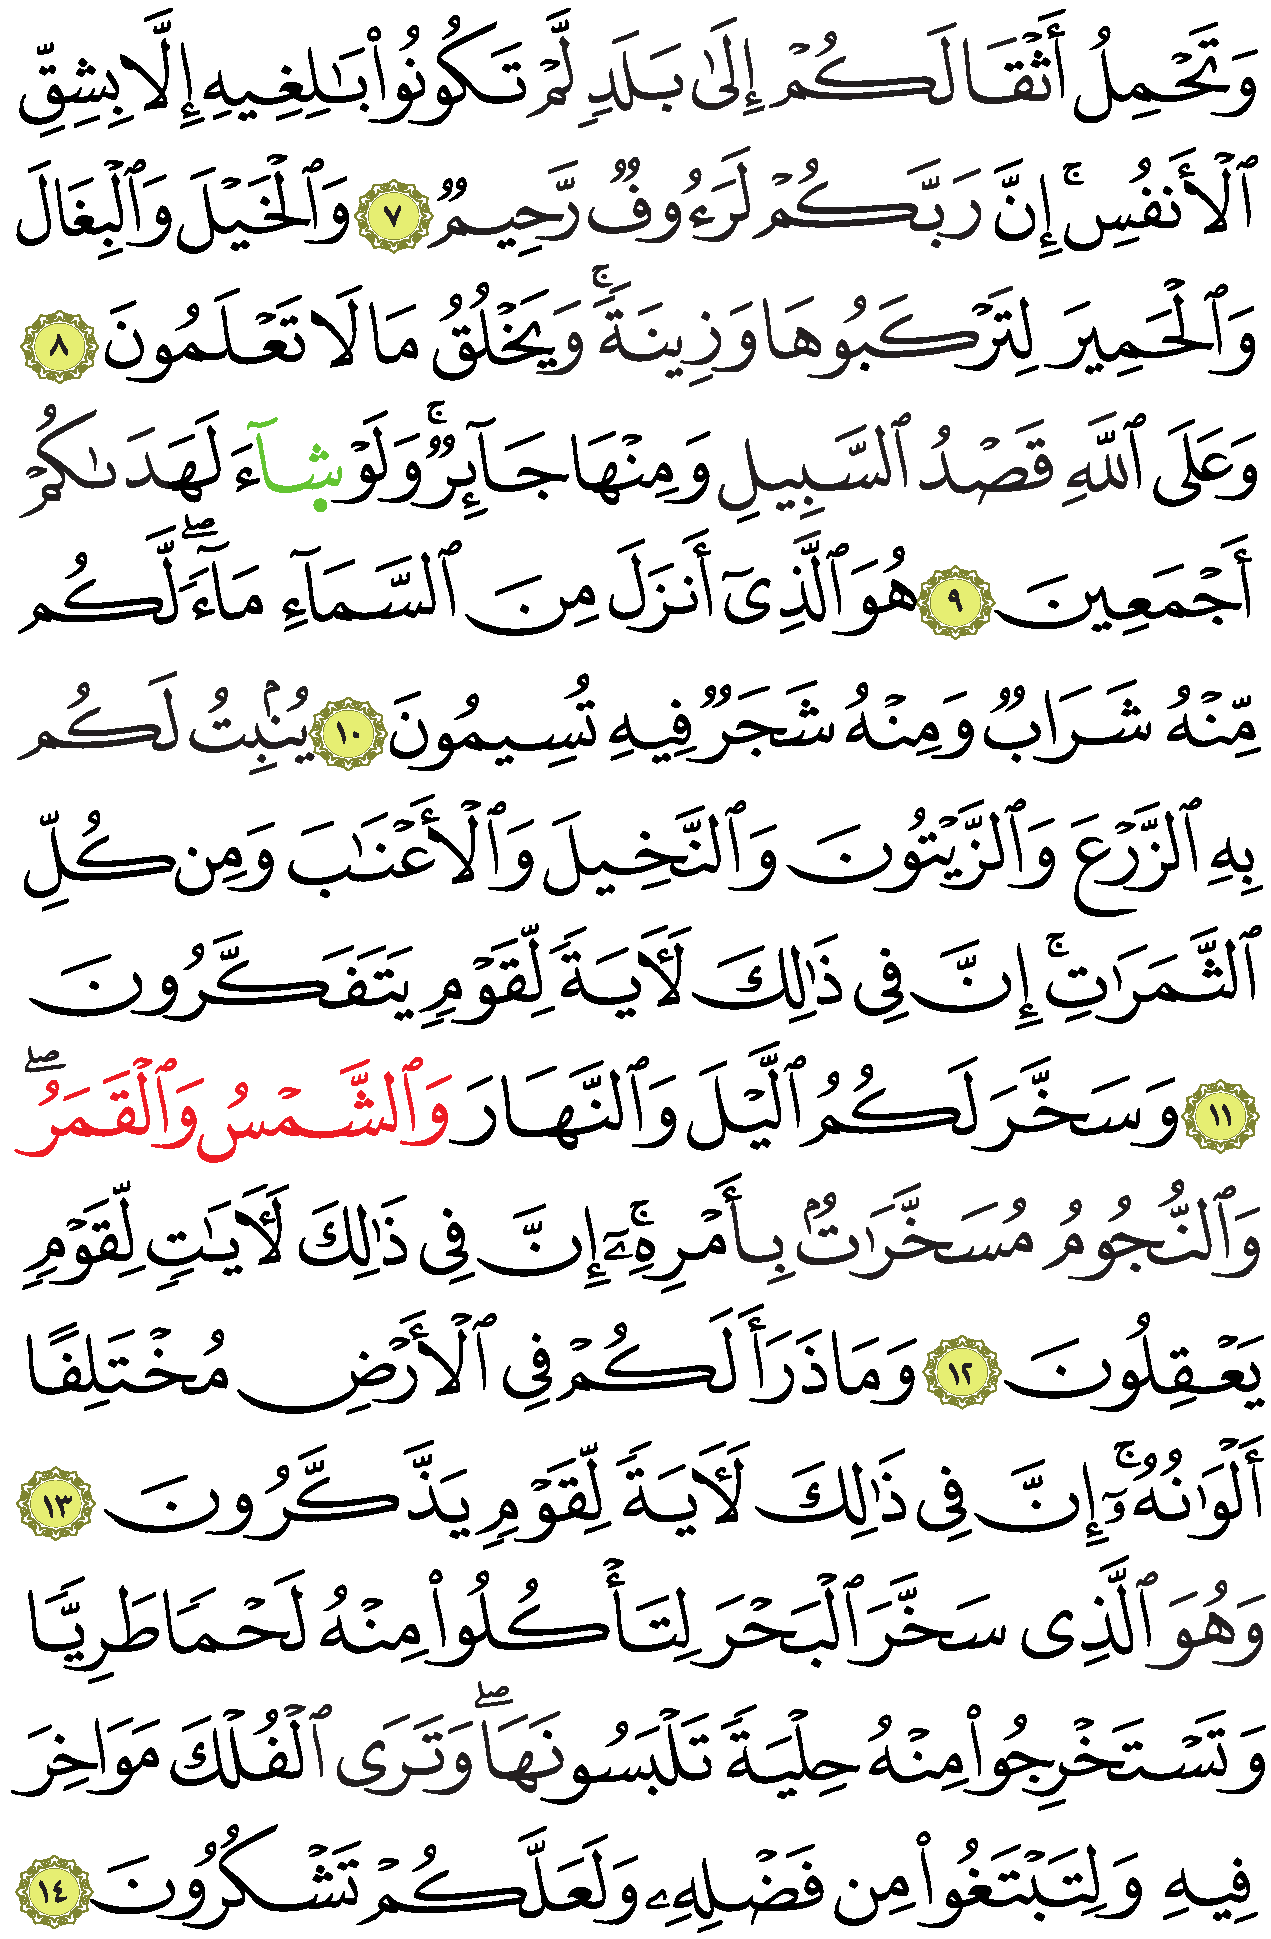 وَتَحْمِلُ أَثْقَالَكُمْ إِلَىٰ بَلَدٍ لَّمْ تَكُونُوا۟ بَـٰلِغِيهِ إِلَّا بِشِقِّ
ٱلْأَنفُسِ ۚ إِنَّ رَبَّكُمْ لَرَءُوفٌ رَّحِيمٌ ٧ وَٱلْخَيْلَ وَٱلْبِغَالَ
وَٱلْحَمِيرَ لِتَرْكَبُوهَا وَزِينَةً ۚ وَيَخْلُقُ مَا لَا تَعْلَمُونَ ٨
وَعَلَى ٱللَّهِ قَصْدُ ٱلسَّبِيلِ وَمِنْهَا جَآئِرٌ ۚ وَلَوْ شَآءَ لَهَدَىٰكُمْ
أَجْمَعِينَ ٩ هُوَ ٱلَّذِىٓ أَنزَلَ مِنَ ٱلسَّمَآءِ مَآءً ۖ لَّكُم
مِّنْهُ شَرَابٌ وَمِنْهُ شَجَرٌ فِيهِ تُسِيمُونَ ١٠ يُنۢبِتُ لَكُم
بِهِ ٱلزَّرْعَ وَٱلزَّيْتُونَ وَٱلنَّخِيلَ وَٱلْأَعْنَـٰبَ وَمِن كُلِّ
ٱلثَّمَرَٰتِ ۚ إِنَّ فِى ذَٰلِكَ لَـَٔايَةً لِّقَوْمٍ يَتَفَكَّرُونَ
١١ وَسَخَّرَ لَكُمُ ٱلَّيْلَ وَٱلنَّهَارَ وَٱلشَّمْسُ وَٱلْقَمَرُ ۖ
وَٱلنُّجُومُ مُسَخَّرَٰتٌۢ بِأَمْرِهِۦٓ ۚ إِنَّ فِى ذَٰلِكَ لَـَٔايَـٰتٍ لِّقَوْمٍ
يَعْقِلُونَ ١٢ وَمَا ذَرَأَ لَكُمْ فِى ٱلْأَرْضِ مُخْتَلِفًا
أَلْوَٰنُهُۥٓ ۚ إِنَّ فِى ذَٰلِكَ لَـَٔايَةً لِّقَوْمٍ يَذَّكَّرُونَ ١٣
وَهُوَ ٱلَّذِى سَخَّرَ ٱلْبَحْرَ لِتَأْكُلُوا۟ مِنْهُ لَحْمًا طَرِيًّا
وَتَسْتَخْرِجُوا۟ مِنْهُ حِلْيَةً تَلْبَسُونَهَا ۖ وَتَرَى ٱلْفُلْكَ مَوَاخِرَ
فِيهِ وَلِتَبْتَغُوا۟ مِن فَضْلِهِۦ وَلَعَلَّكُمْ تَشْكُرُونَ ١٤